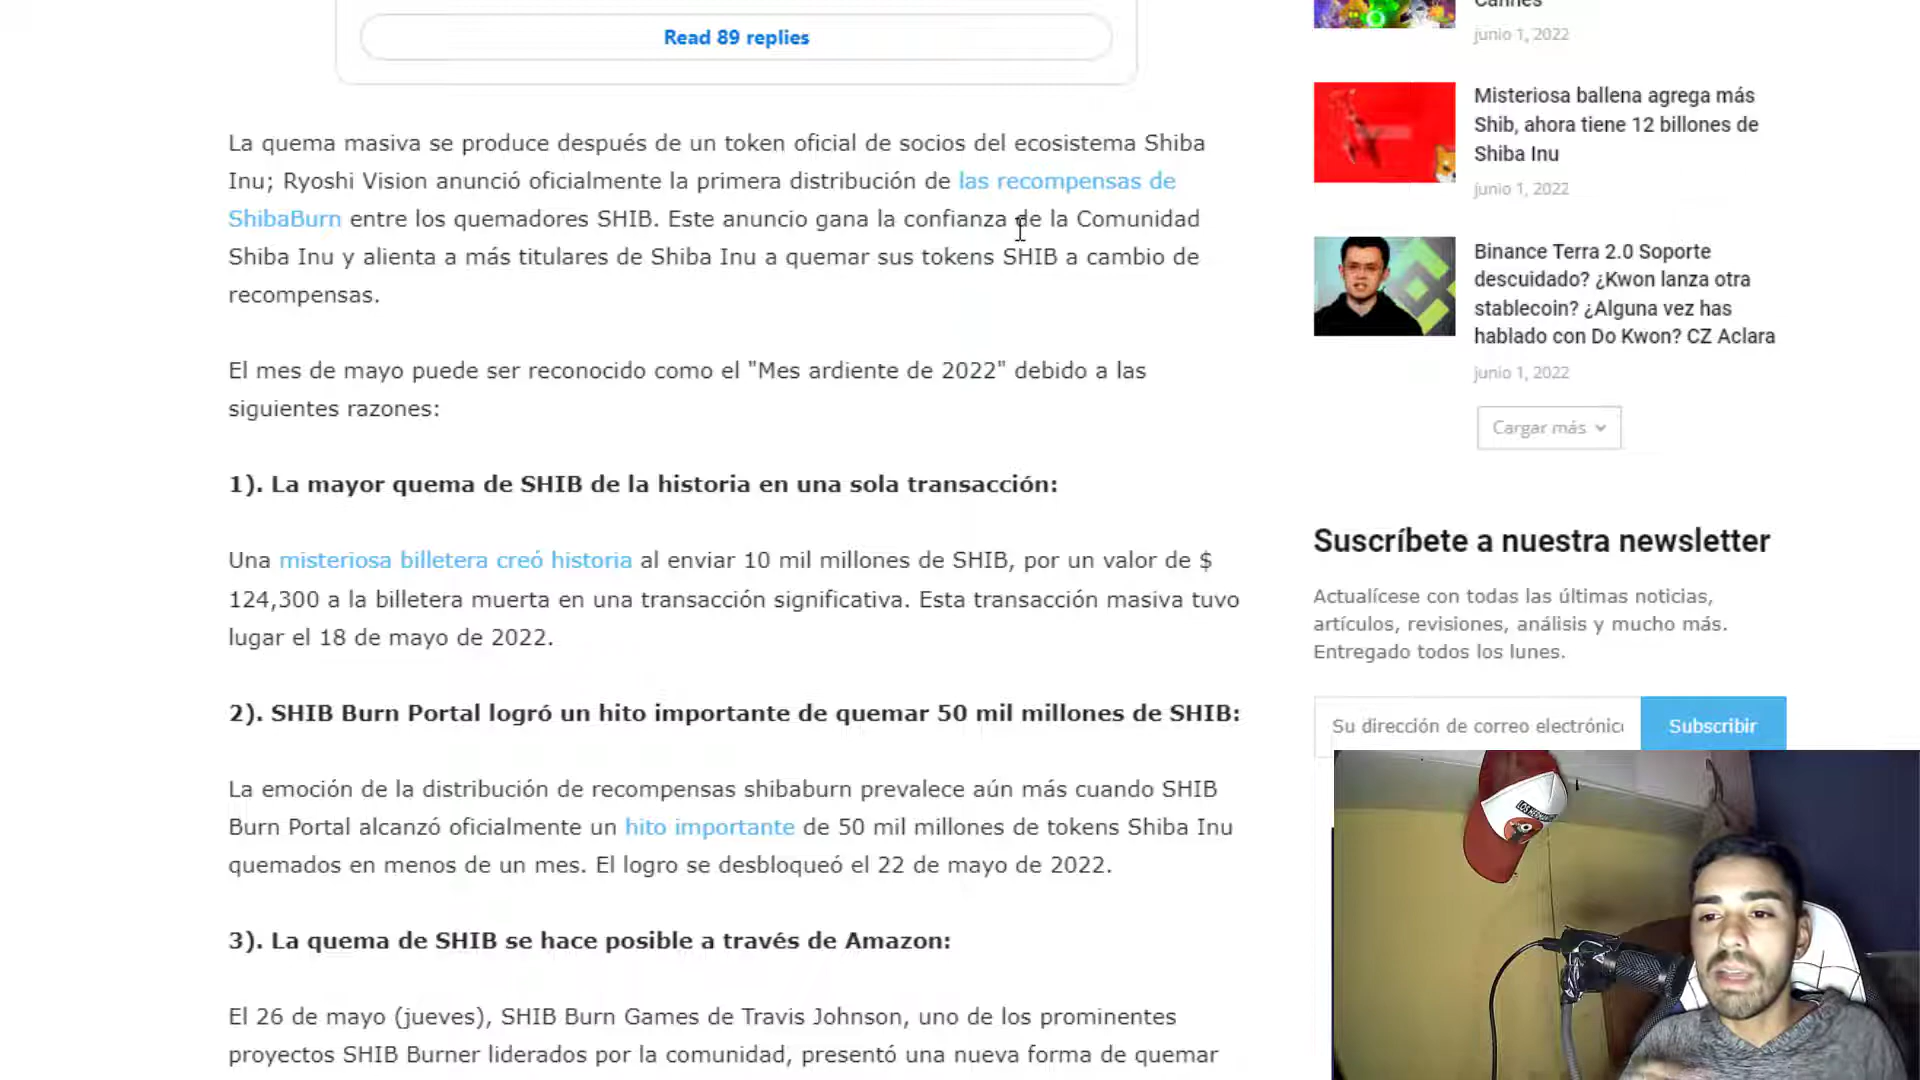 Read 89 replies
La quema masiva se produce después de un token oficial de socios del ecosistema Shiba
Inu; Ryoshi Vision anunció oficialmente la primera distribución de las recompensas de
ShibaBurn entre los quemadores SHIB. Este anuncio gana la confianza de la Comunidad
Shiba Inu y alienta a más titulares de Shiba Inu a quemar sus tokens SHIB a cambio de
recompensas.
El mes de mayo puede ser reconocido como el "Mes ardiente de 2022" debido a las
siguientes razones:
1). La mayor quema de SHIB de la historia en una sola transacción:
Una misteriosa billetera creó historia al enviar 10 mil millones de SHIB, por un valor de $
124,300 a la billetera muerta en una transacción significativa. Esta transacción masiva tuvo
lugar el 18 de mayo de 2022.
2). SHIB Burn Portal logró un hito importante de quemar 50 mil millones de SHIB:
La emoción de la distribución de recompensas shibaburn prevalece aún más cuando SHIB
Burn Portal alcanzó oficialmente un hito importante de 50 mil millones de tokens Shiba Inu
quemados en menos de un mes. El logro se desbloqueó el 22 de mayo de 2022.
3). La quema de SHIB se hace posible a través de Amazon:
El 26 de mayo (jueves), SHIB Burn Games de Travis Johnson, uno de los prominentes
proyectos SHIB Burner liderados por la comunidad, presentó una nueva forma de quemar
Cannes
junio 1, 2022
Misteriosa ballena agrega más
Shib, ahora tiene 12 billones de
Shiba Inu
junio 1, 2022
Binance Terra 2.0 Soporte
descuidado? ¿Kwon lanza otra
stablecoin? ¿Alguna vez has
hablado con Do Kwon? CZ Aclara
junio 1, 2022
Cargar más
Suscríbete a nuestra newsletter
Actualícese con todas las últimas noticias,
artículos, revisiones, análisis y mucho más.
Entregado todos los lunes.
Su dirección de correo electrónic
Subscribir